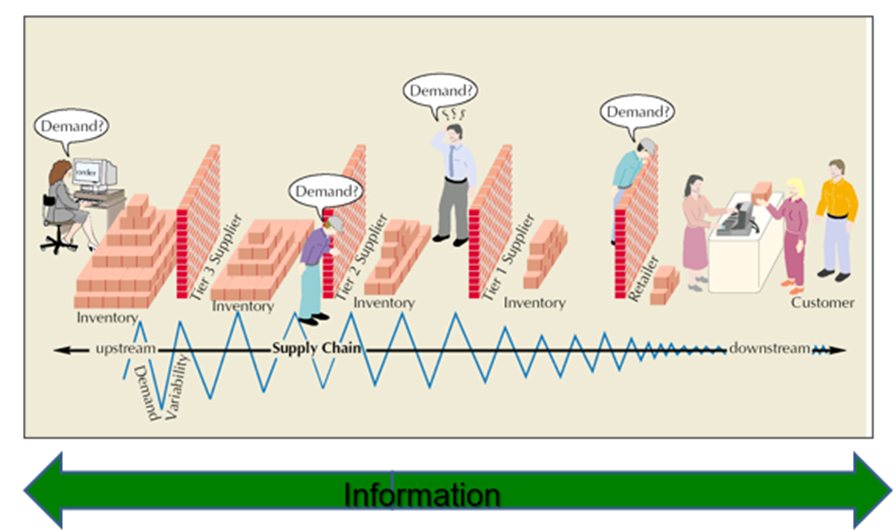 Demand?
Demand?
Demand?
Demand?
order
Tier 3 Supplier
Tier 2 Supplier
Tier 1 Supplier
Retailer
Inventory
Inventory
Inventory
Inventory
Customer
upstream
Supply Chain
downstream
Demand
Variability
Information